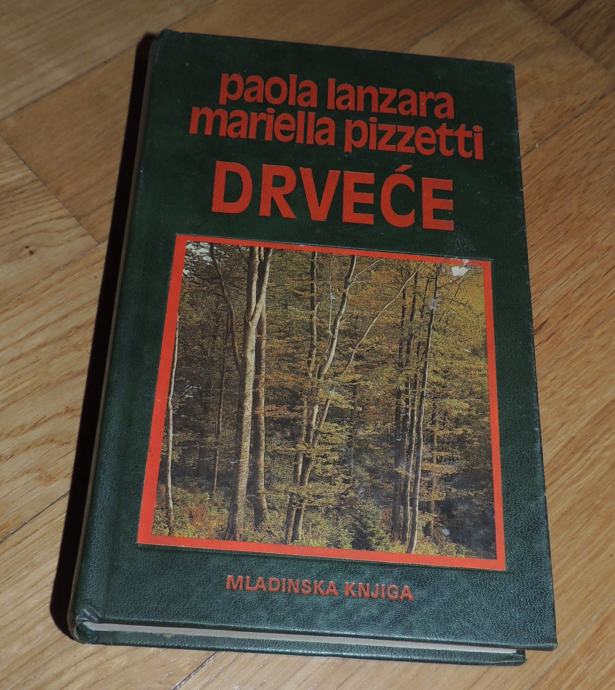 paola lanzara
mariella pizzetti
DRVEĆE
MLADINSKA KNJIGA